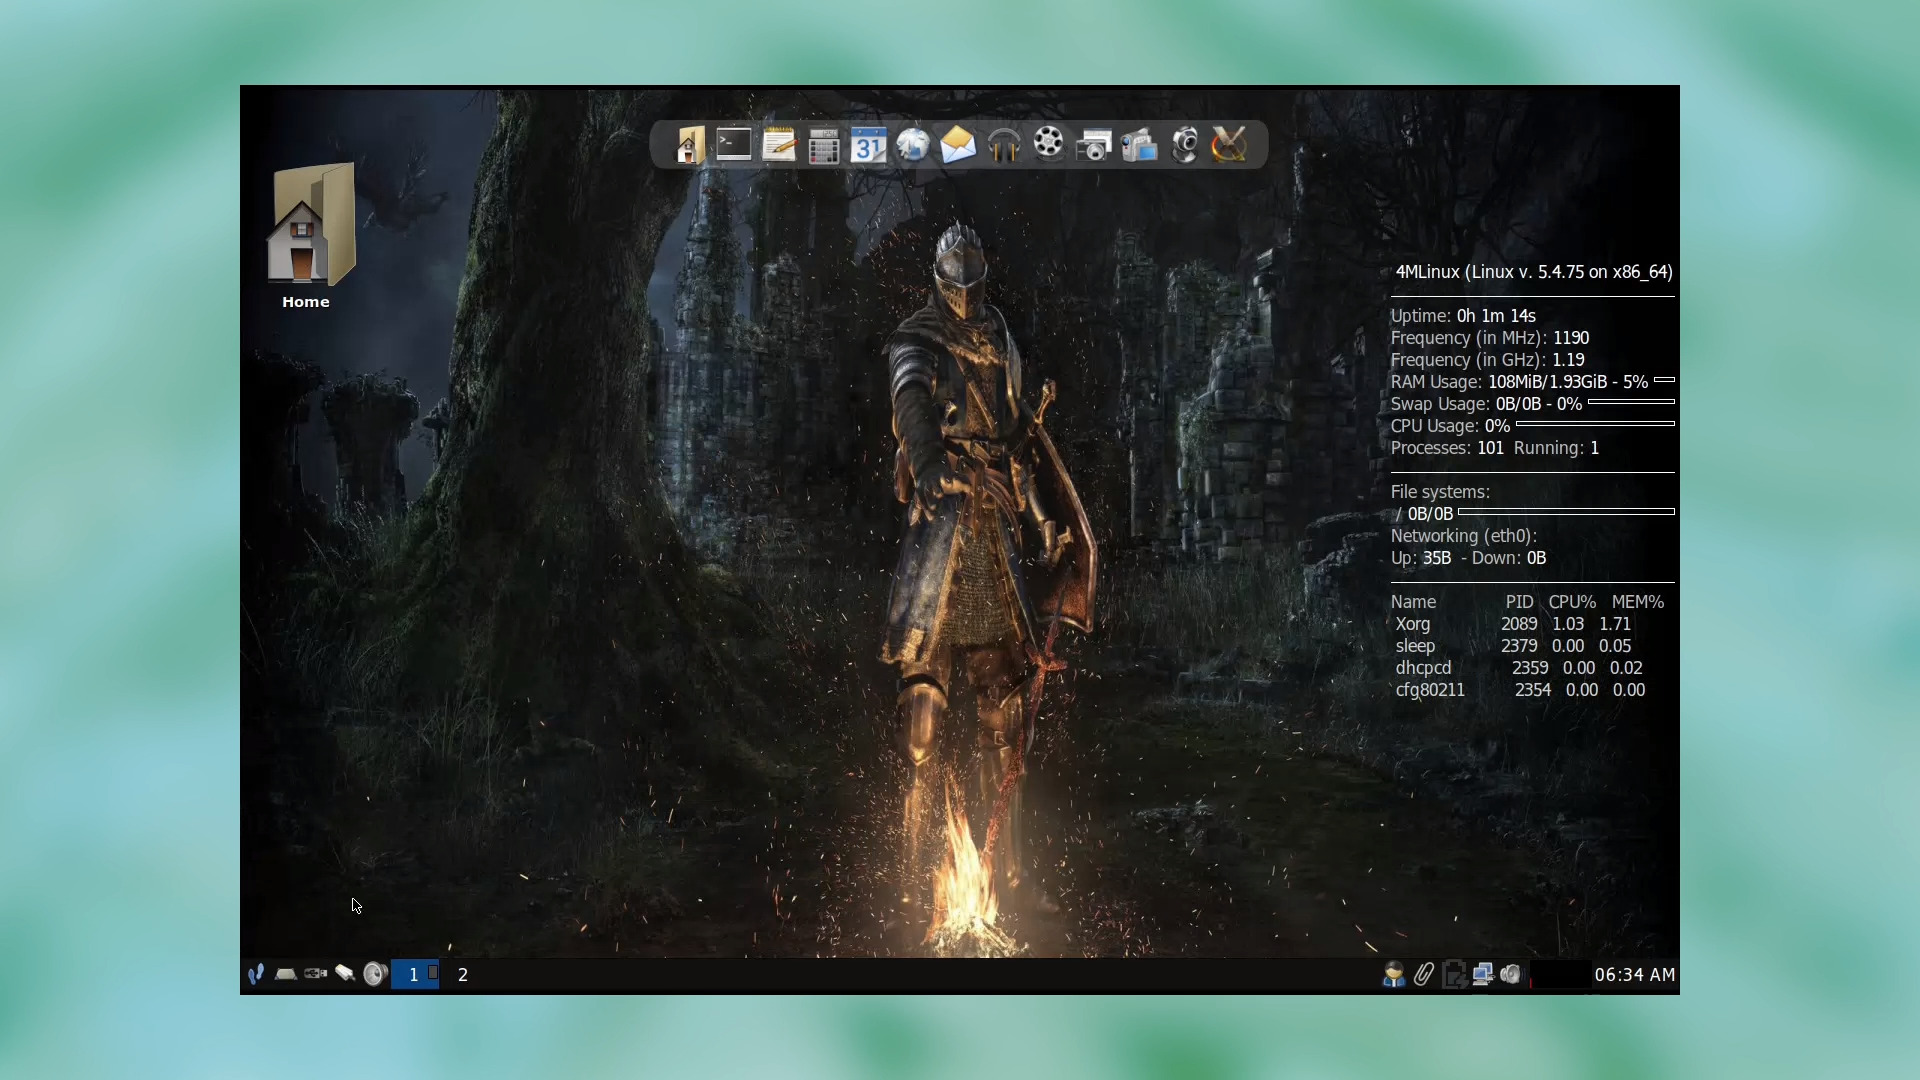 >_
31
Home
4MLinux (Linux v. 5.4.75 on x86_64)
Uptime: 0h 1m 14s
Frequency (in MHz): 1190
Frequency (in GHz): 1.19
RAM Usage: 108MiB/1.93GiB - 5%
Swap Usage: 0B/0B - 0%
CPU Usage: 0%
Processes: 101 Running: 1
File systems:
/ 0B/0B
Networking (eth0):
Up: 35B - Down: 0B
Name PID CPU% MEM%
Xorg 2089 1.03 1.71
sleep 2379 0.00 0.05
dhcpcd 2359 0.00 0.02
cfg80211 2354 0.00 0.00
1 2 06:34 AM